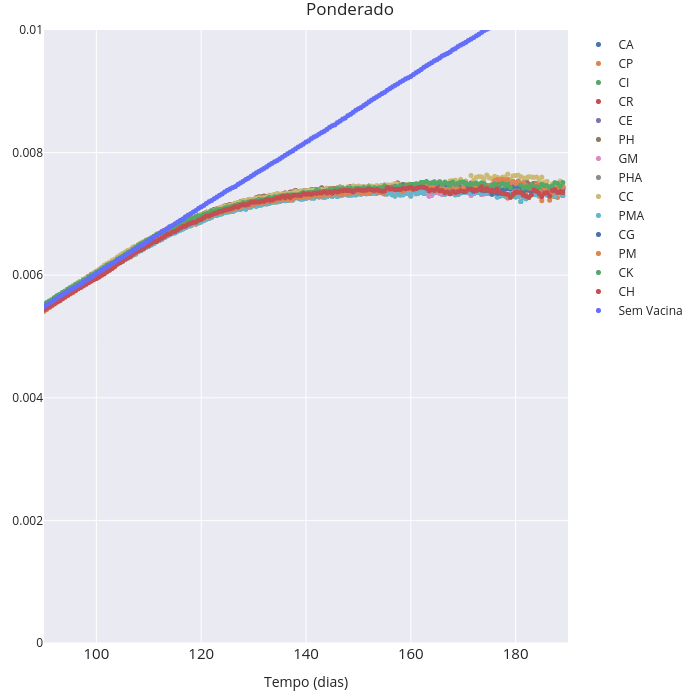 Ponderado
0.01
0.008
0.006
0.004
0.002
0
100
120
140
160
180
Tempo (dias)
CA
CP
CI
CR
CE
PH
GM
PHA
CC
PMA
CG
PM
CK
CH
Sem Vacina